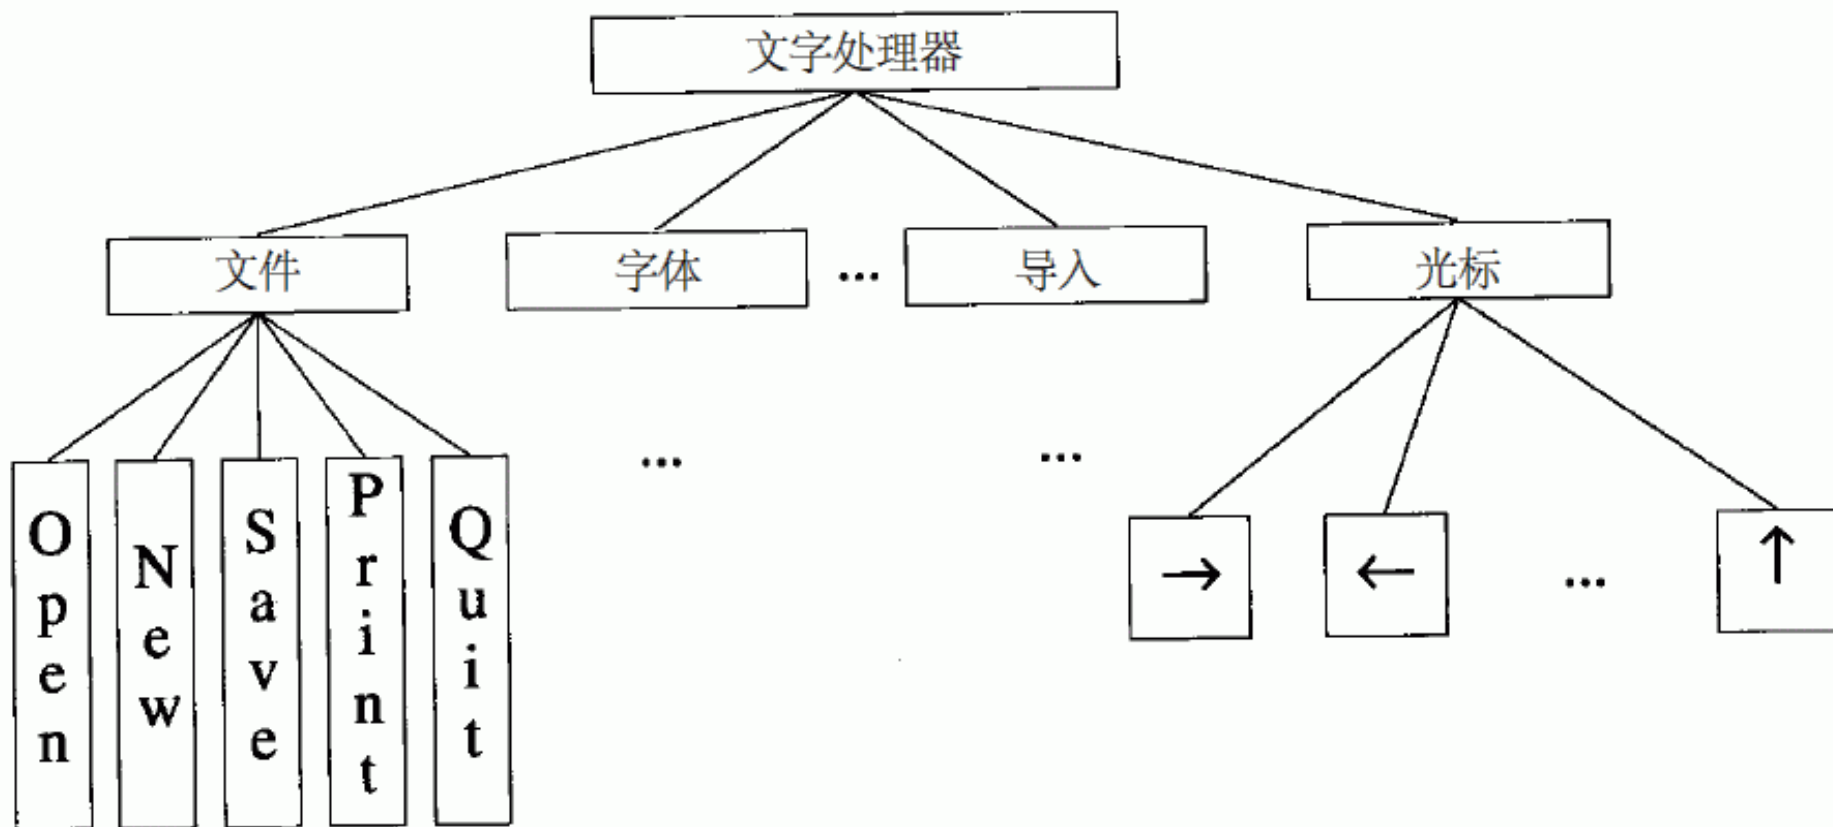 文字处理器
文件
字体
...
导入
光标
Open
New
Save
Print
Quit
...
...
→
←
...
↑